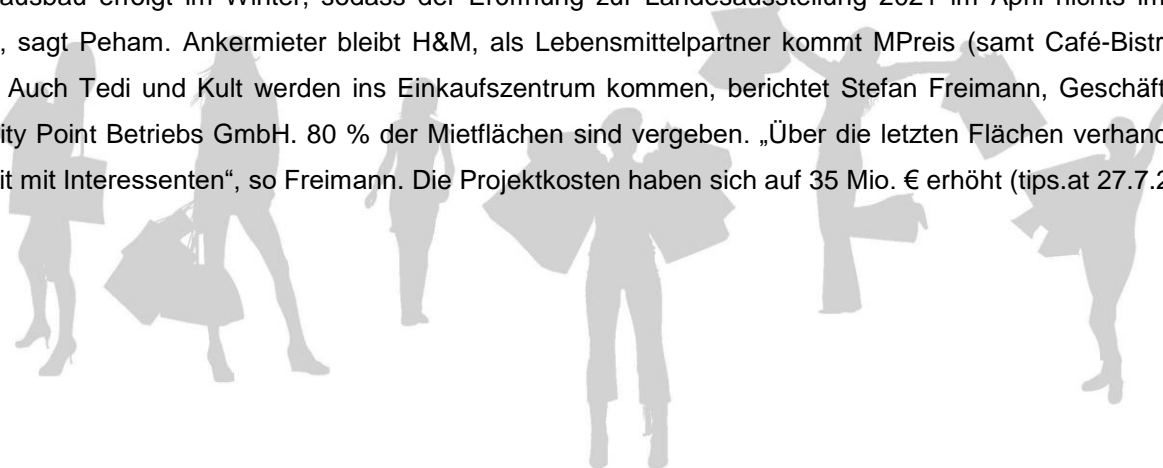 ausbau erfolgt im Winter, sodass der Eröffnung zur Landesausstellung 2021 im April nichts im
, sagt Peham. Ankermieter bleibt H&M, als Lebensmittelpartner kommt MPreis (samt Café-Bistr
Auch Tedi und Kult werden ins Einkaufszentrum kommen, berichtet Stefan Freimann, Geschäft
ity Point Betriebs GmbH. 80 % der Mietflächen sind vergeben. „Über die letzten Flächen verhand
it mit Interessenten“, so Freimann. Die Projektkosten haben sich auf 35 Mio. € erhöht (tips.at 27.7.2